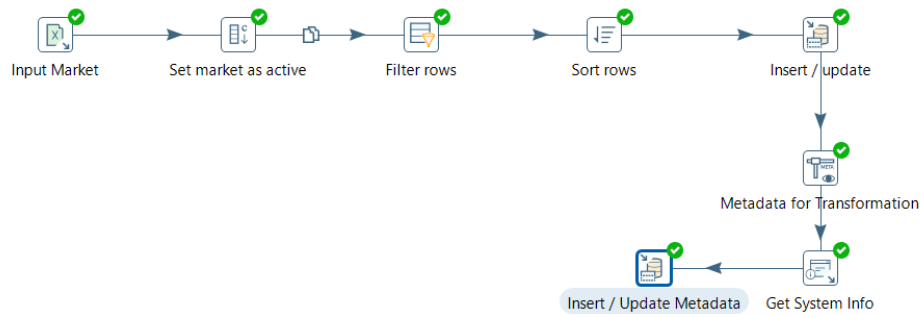 Input Market
Set market as active
Filter rows
Sort rows
Insert / update
META
Metadata for Transformation
Insert / Update Metadata
Get System Info